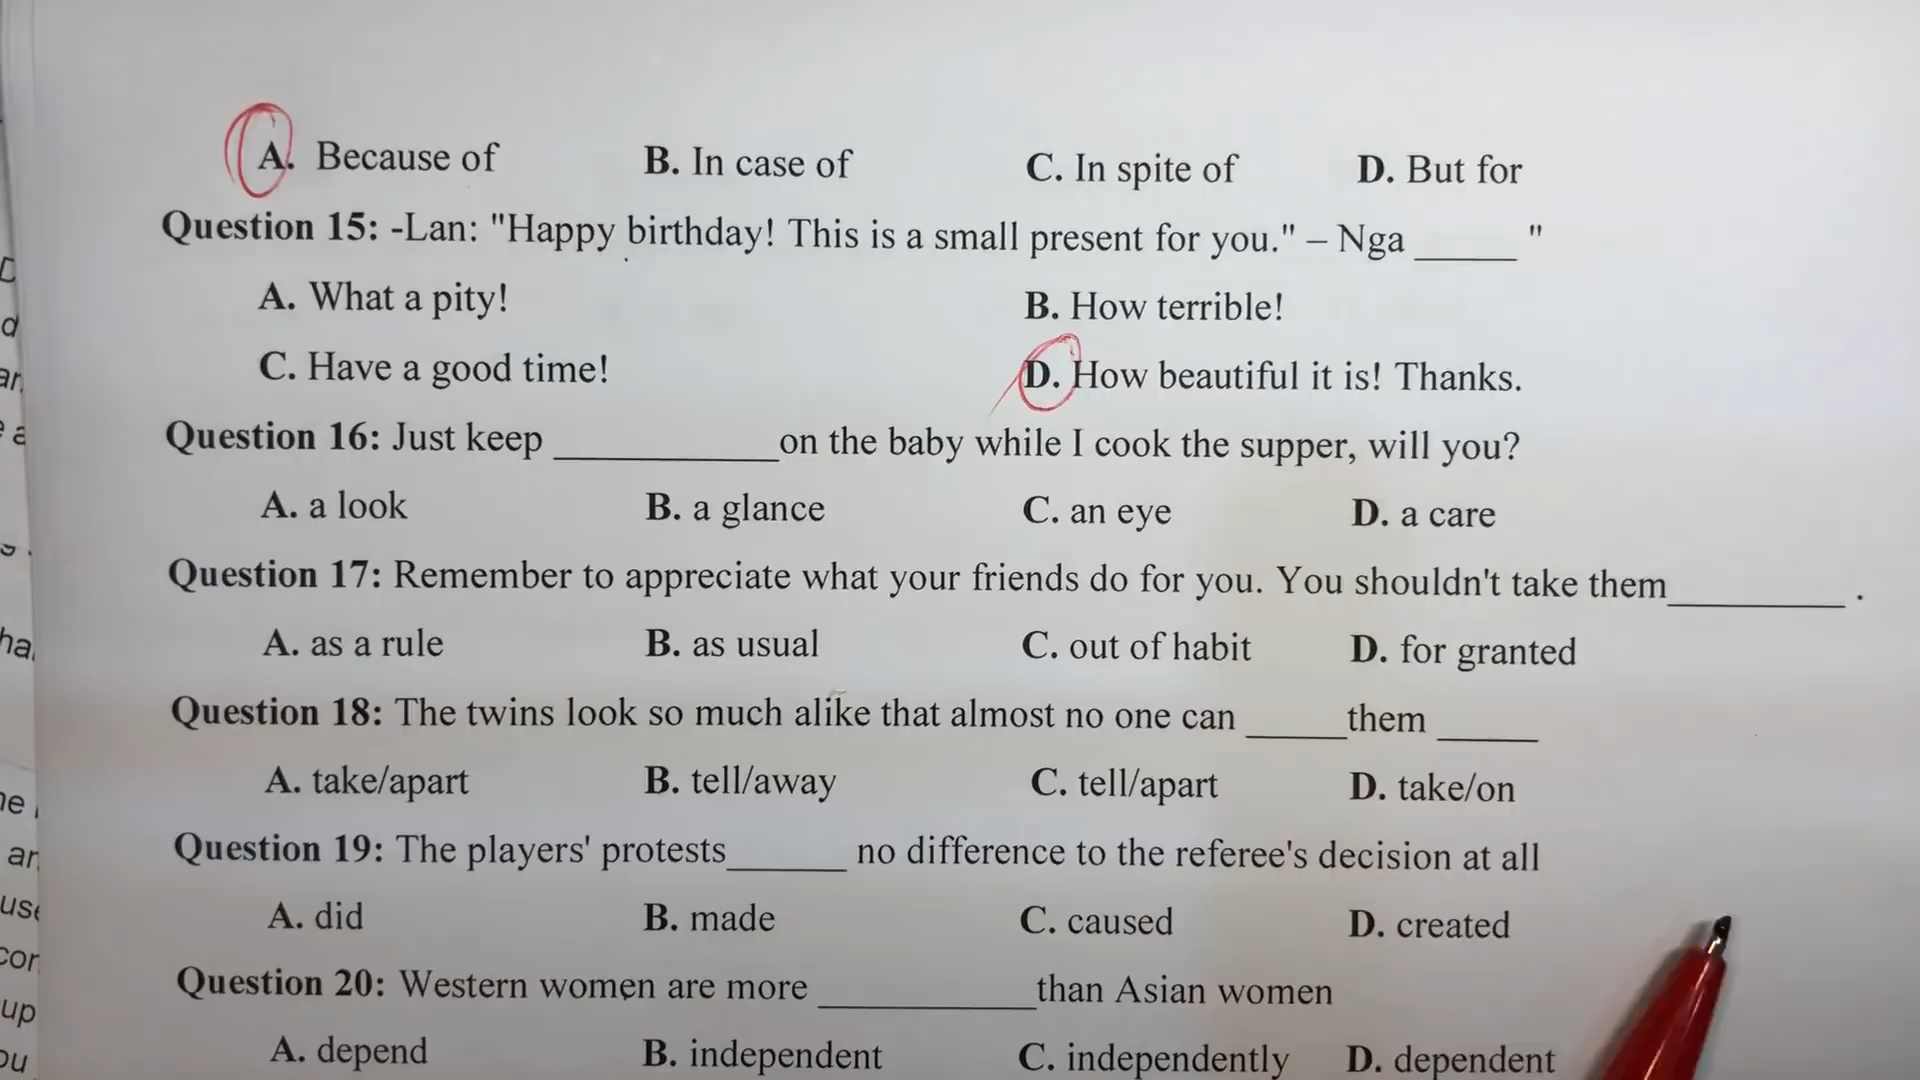 A. Because of B. In case of C. In spite of D. But for
Question 15: -Lan: "Happy birthday! This is a small present for you." – Nga ______ "
A. What a pity! B. How terrible!
C. Have a good time! D. How beautiful it is! Thanks.
Question 16: Just keep ____________on the baby while I cook the supper, will you?
A. a look B. a glance C. an eye D. a care
Question 17: Remember to appreciate what your friends do for you. You shouldn't take them__________ .
A. as a rule B. as usual C. out of habit D. for granted
Question 18: The twins look so much alike that almost no one can ______them ______
A. take/apart B. tell/away C. tell/apart D. take/on
Question 19: The players' protests_______ no difference to the referee's decision at all
A. did B. made C. caused D. created
Question 20: Western women are more ____________than Asian women
A. depend B. independent C. independently D. dependent